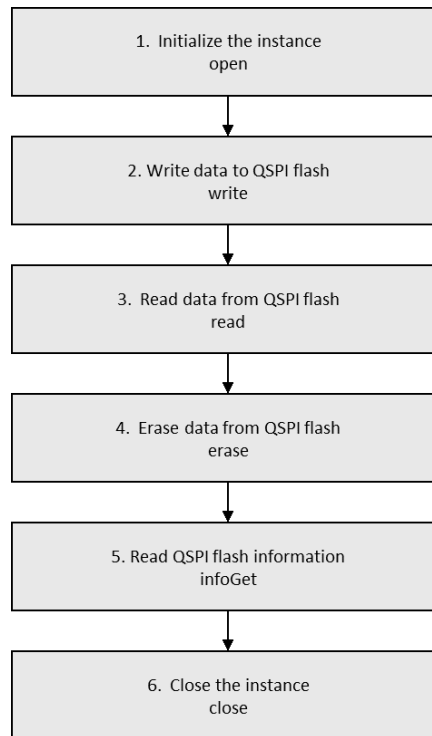 1. Initialize the instance
open
2. Write data to QSPI flash
write
3. Read data from QSPI flash
read
4. Erase data from QSPI flash
erase
5. Read QSPI flash information
infoGet
6. Close the instance
close